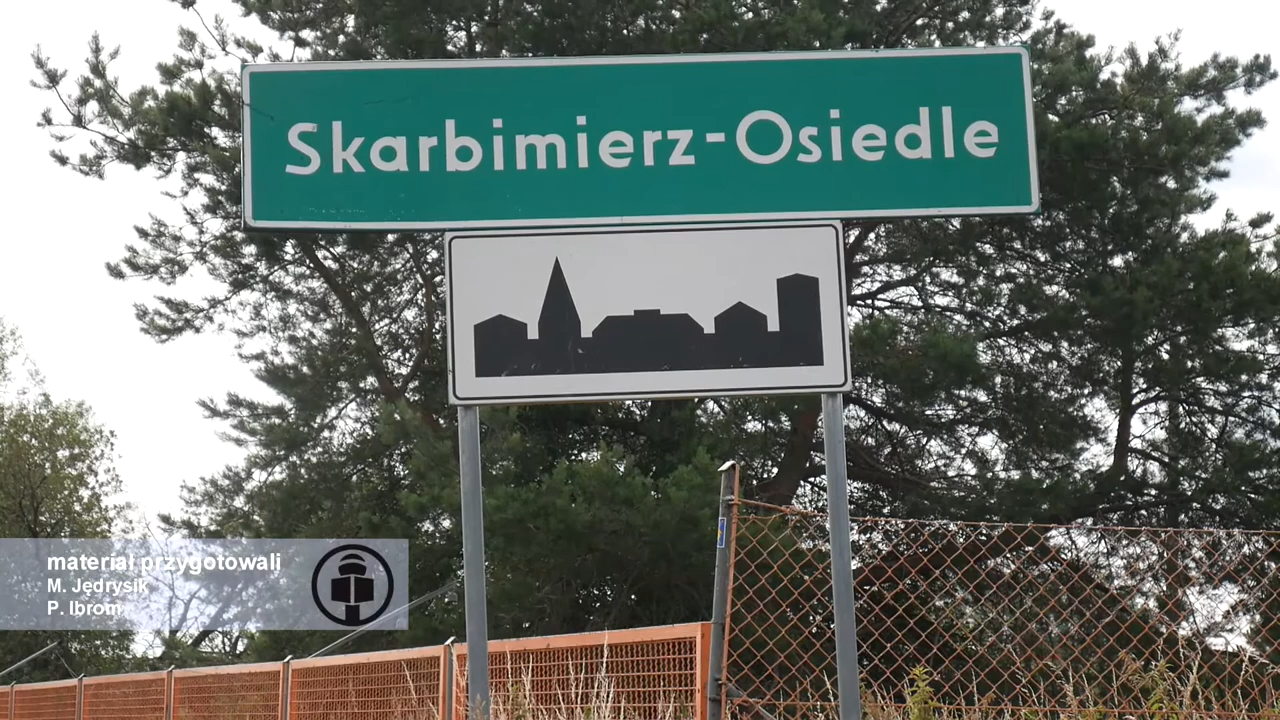 Skarbimierz-Osiedle
materiał przygotowali
M. Jędrysik
P. Ibrom